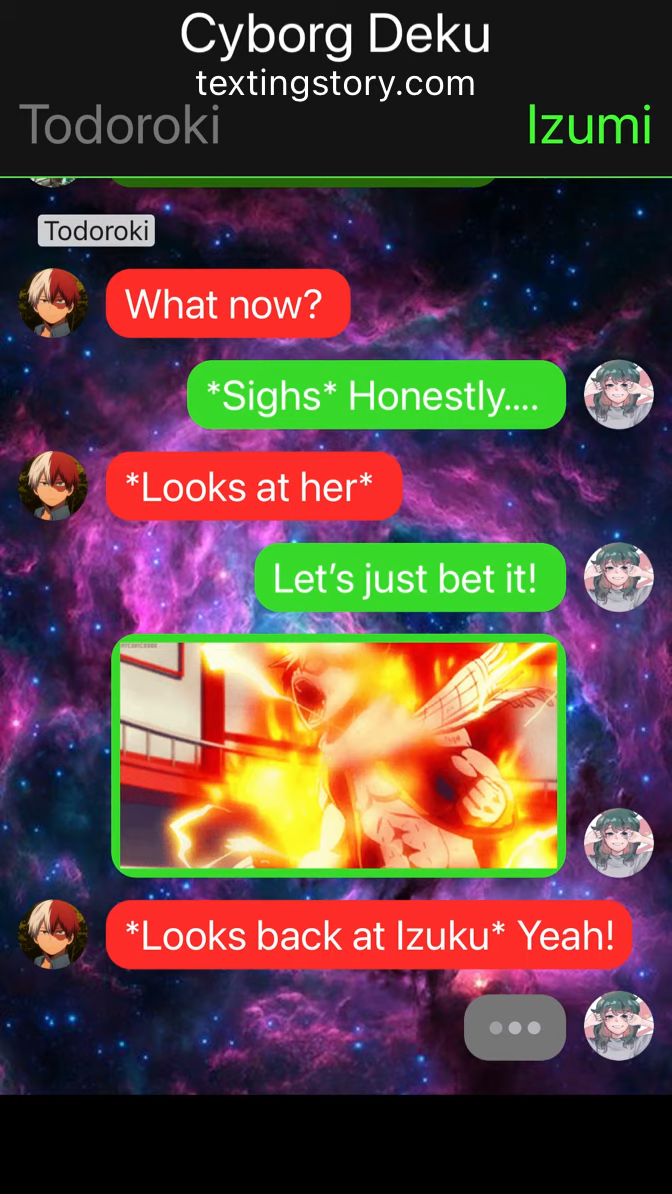 Cyborg Deku
textingstory.com
Todoroki
Izumi
Todoroki
What now?
*Sighs* Honestly....
*Looks at her*
Let’s just bet it!
*Looks back at Izuku* Yeah!